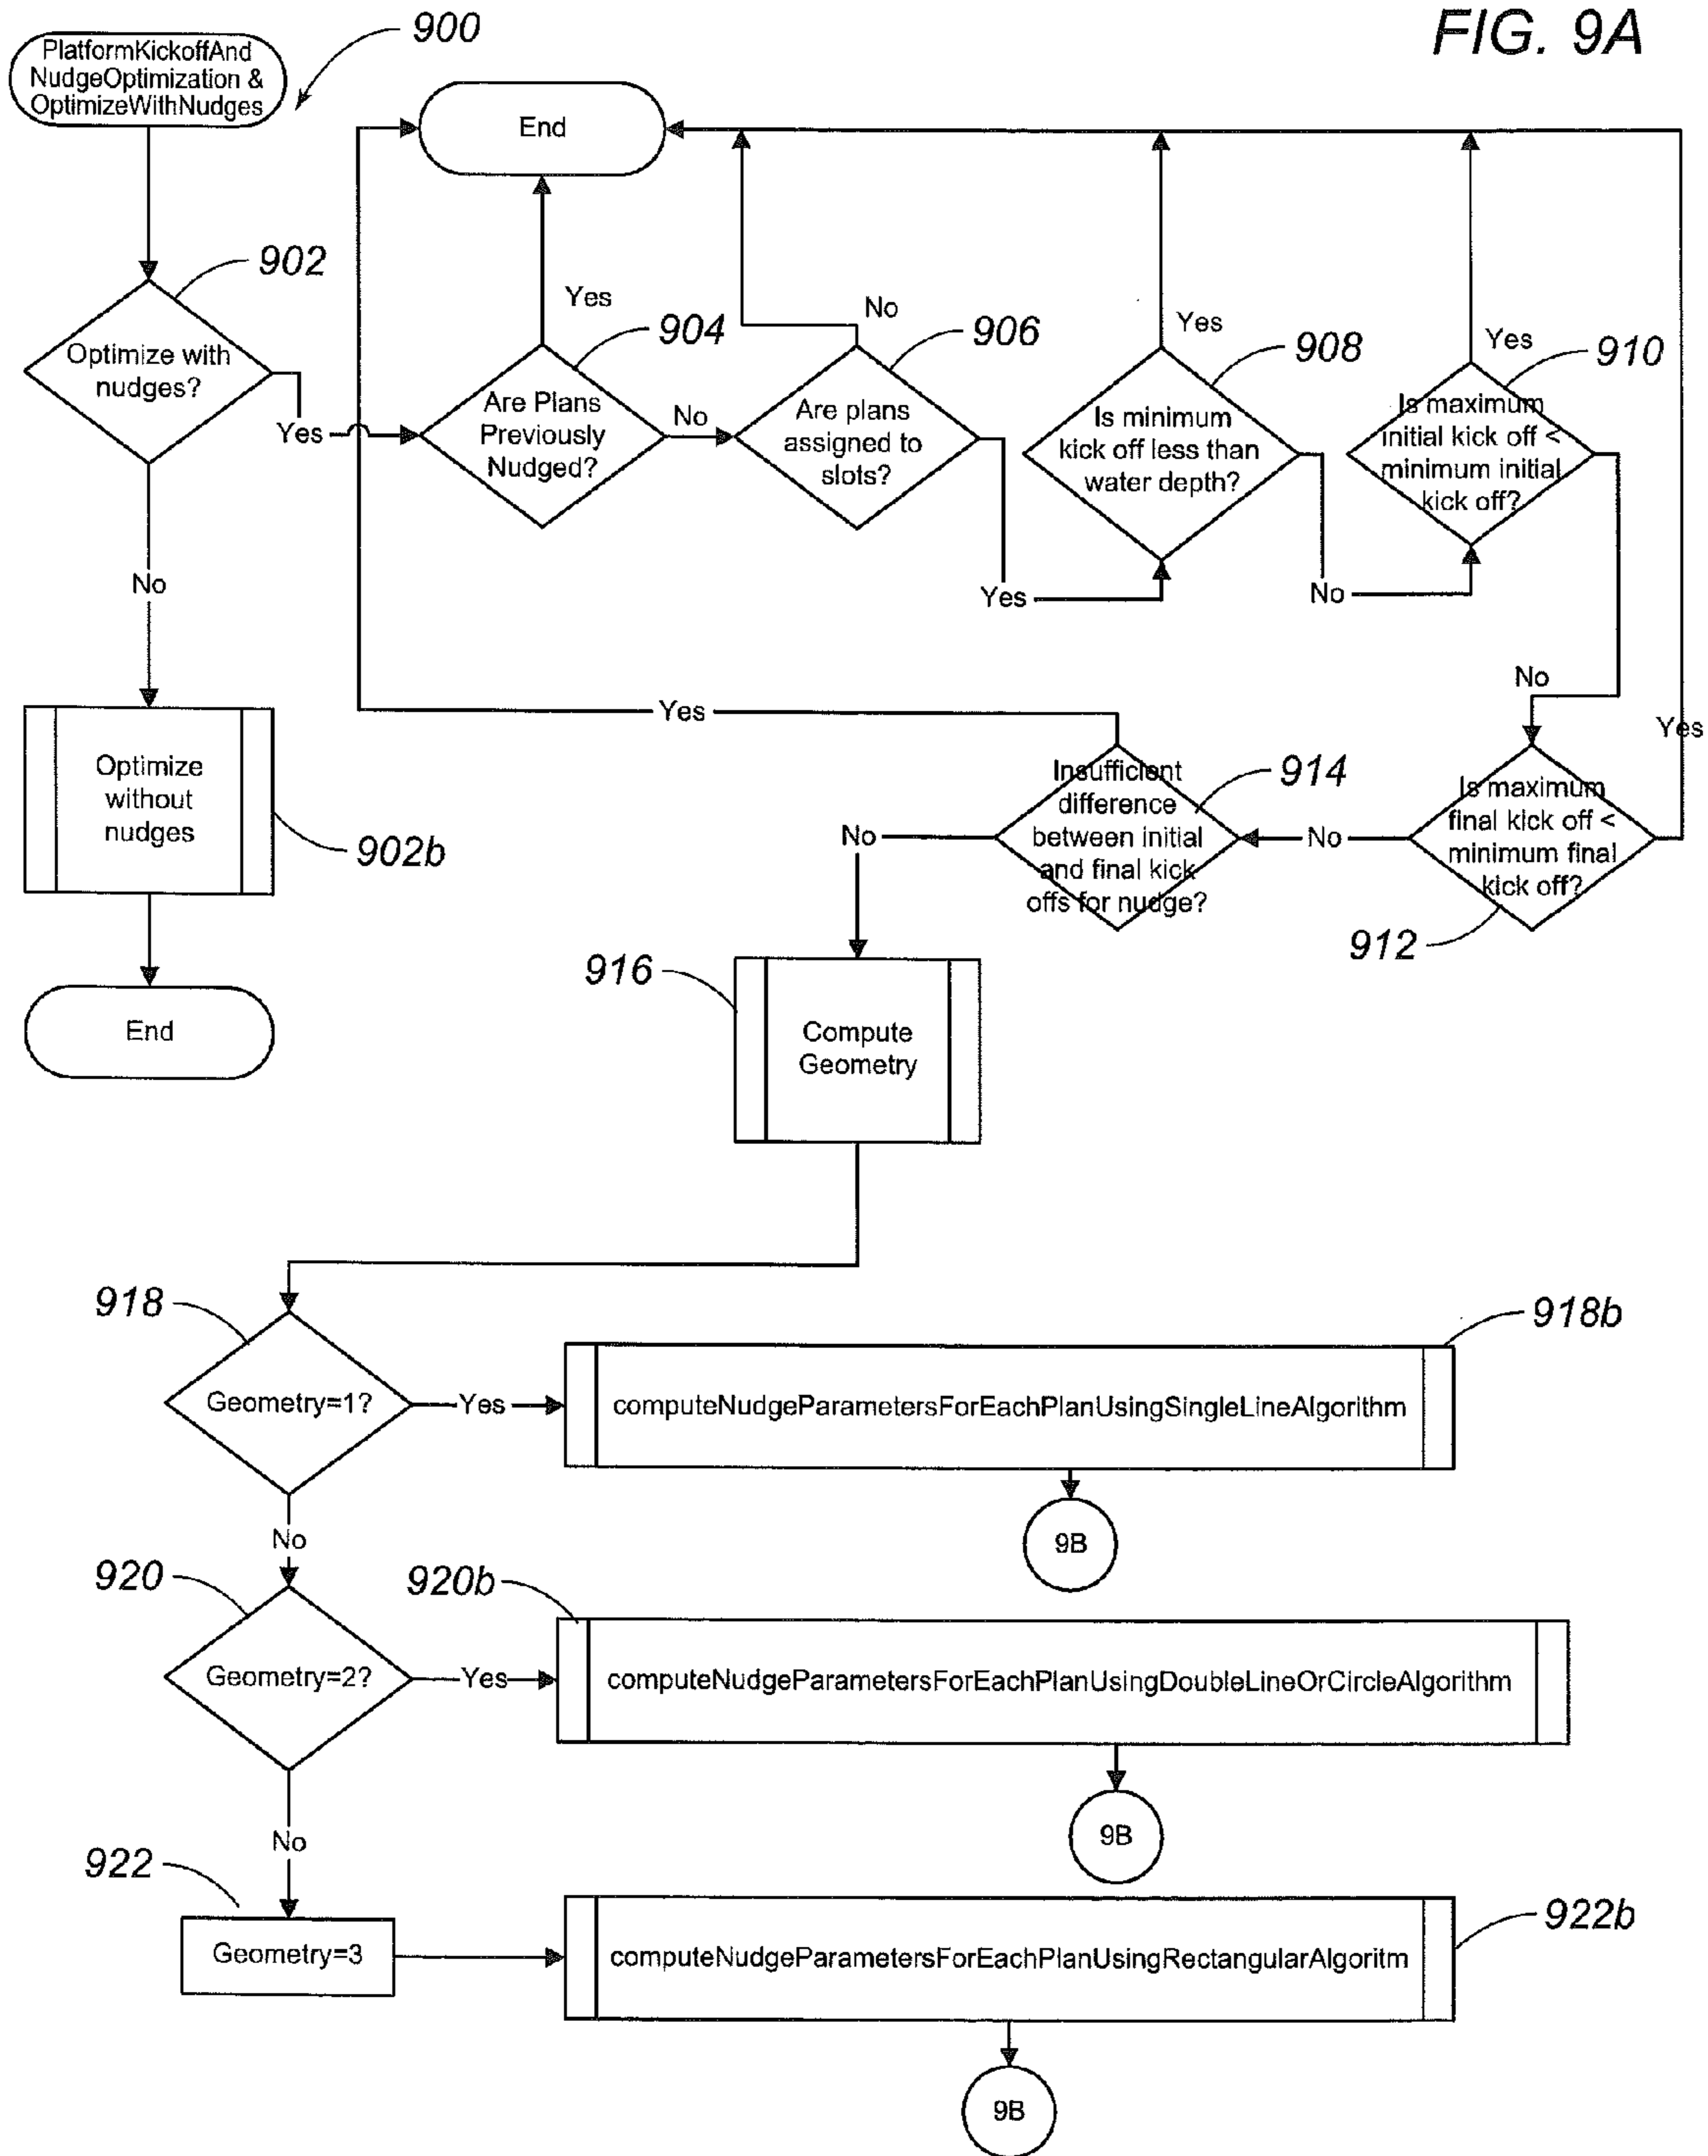 FIG. 9A
PlatformKickoffAnd
NudgeOptimization &
OptimizeWithNudges
900
End
902
Optimize with
nudges?
Yes
No
Yes
904
Are Plans
Previously
Nudged?
No
No
906
Are plans
assigned to
slots?
Yes
Yes
908
Is minimum
kick off less than
water depth?
No
Yes
910
Is maximum
initial kick off <
minimum initial
kick off?
No
Optimize
without
nudges
902b
End
Yes
Insufficient
difference
between initial
and final kick
offs for nudge?
914
No
No
Yes
Is maximum
final kick off <
minimum final
kick off?
912
916
Compute
Geometry
918
Geometry=1?
Yes
computeNudgeParametersForEachPlanUsingSingleLineAlgorithm
918b
9B
No
920
Geometry=2?
Yes
920b
computeNudgeParametersForEachPlanUsingDoubleLineOrCircleAlgorithm
9B
No
922
Geometry=3
computeNudgeParametersForEachPlanUsingRectangularAlgoritm
922b
9B